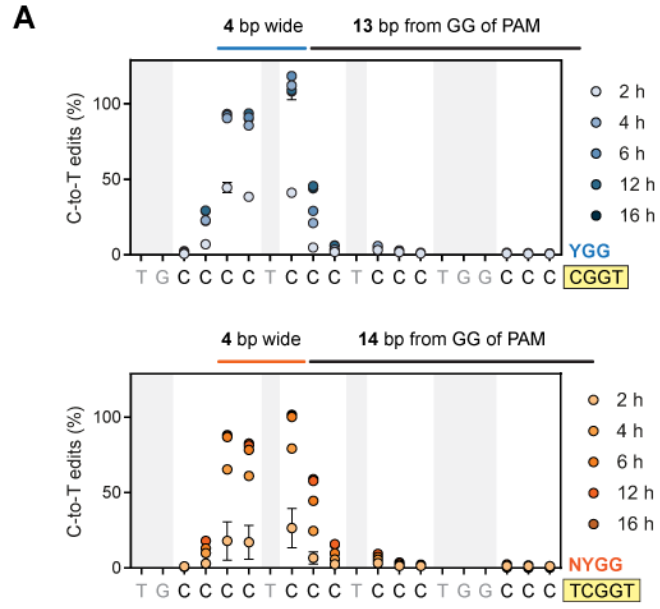 A
4 bp wide 13 bp from GG of PAM
C-to-T edits (%)
100
50
0
2 h
4 h
6 h
12 h
16 h
YGG
T G C C C C T C C C T C C C T G G C C C CGGT
4 bp wide 14 bp from GG of PAM
C-to-T edits (%)
100
50
0
2 h
4 h
6 h
12 h
16 h
NYGG
T G C C C C T C C C T C C C T G G C C C TCGGT